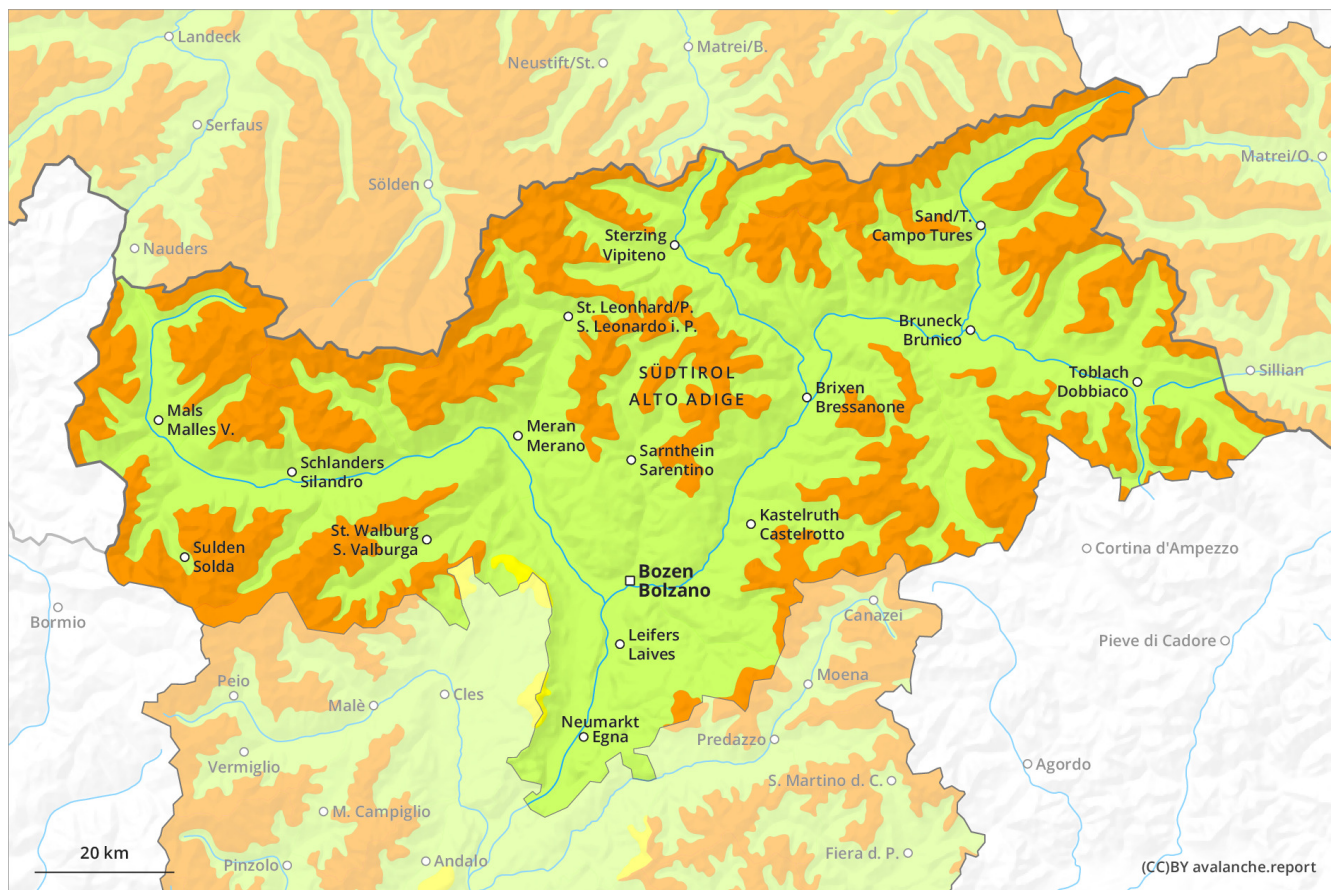 Landeck
Matrei/B.
Neustift/St.
Serfaus
Matrei/O.
Sölden
Sand/T.
Campo Tures
Sterzing
Vipiteno
Nauders
St. Leonhard/P.
S. Leonardo i. P.
Bruneck
Brunico
SÜDTIROL
ALTO ADIGE
Toblach
Dobbiaco
Sillian
Brixen
Bressanone
Mals
Malles V.
Meran
Merano
Schlanders
Silandro
Sarnthein
Sarentino
Kastelruth
Castelrotto
St. Walburg
S. Valburga
Sulden
Solda
Cortina d'Ampezzo
Bozen
Bolzano
Bormio
Canazei
Leifers
Laives
Pieve di Cadore
Peio
Moena
Malè
Cles
Neumarkt
Egna
Predazzo
Vermiglio
Agordo
S. Martino d. C.
M. Campiglio
20 km
Pinzolo
Andalo
Fiera d. P.
(CC)BY avalanche.report